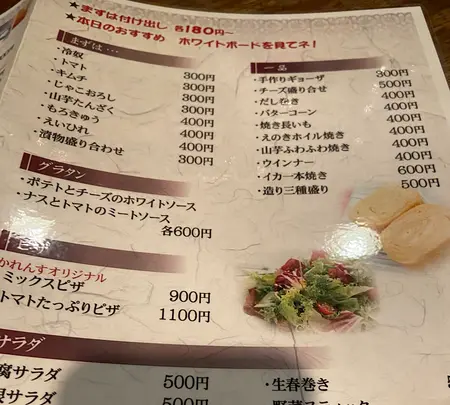 ★まずは付け出し 各180円~
★本日のおすすめ ホワイトボードを見てネ!
まずは…
・冷奴 300円
・トマト 300円
・キムチ 300円
・じゃこおろし 300円
・山芋たんざく 400円
・もろきゅう 400円
・えいひれ 400円
・漬物盛り合わせ 300円
グラタン
・ポテトとチーズのホワイトソース
・ナスとトマトのミートソース
各600円
かれんすオリジナル
ミックスピザ 900円
トマトたっぷりピザ 1100円
サラダ
腐サラダ 500円
根サラダ 500円
一品
・手作りギョーザ 300円
・チーズ盛り合せ 500円
・だしまき 400円
・バターコーン 400円
・焼き長いも 400円
・えのきホイル焼き 400円
・山芋ふわふわ焼き 400円
・ウインナー 400円
・イカ一本焼き 600円
・造り三種盛り 500円
・生春巻き